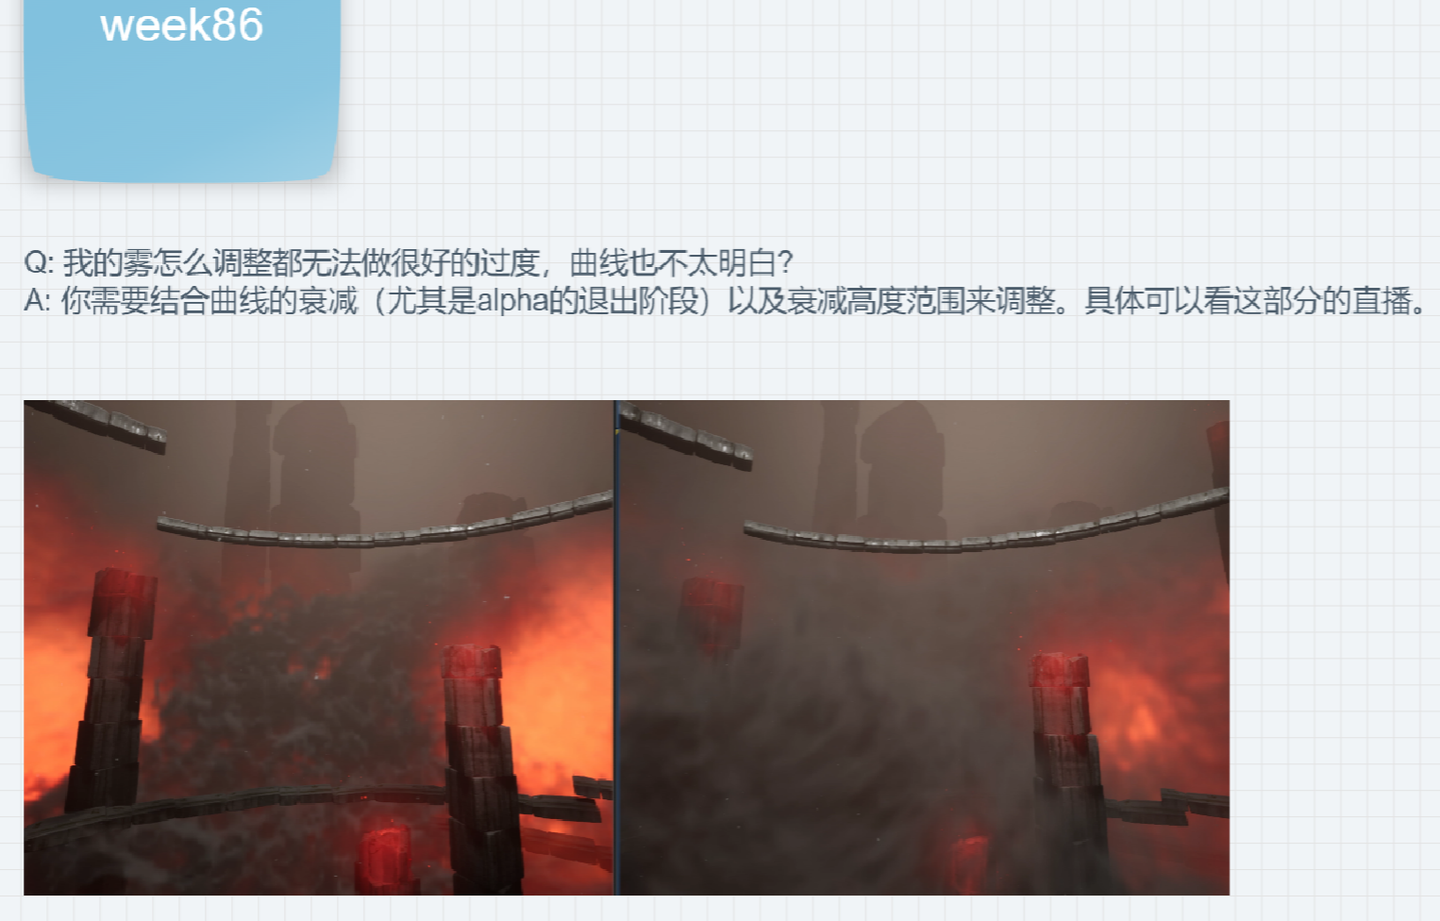 week86
Q: 我的雾怎么调整都无法做很好的过度，曲线也不太明白？
A: 你需要结合曲线的衰减（尤其是alpha的退出阶段）以及衰减高度范围来调整。具体可以看这部分的直播。